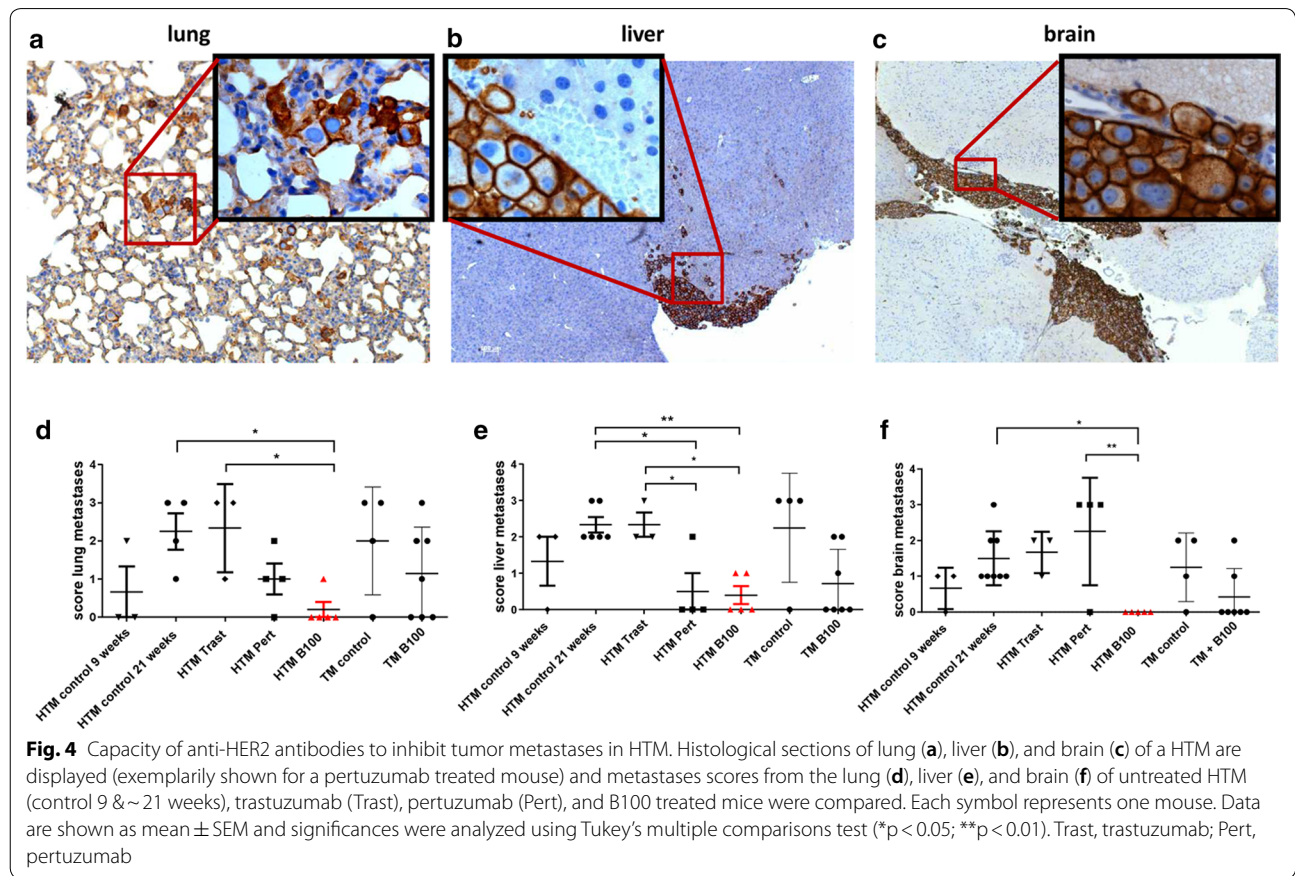 a lung b liver c brain
d
score lung metastases
4
3
2
1
0
*
*
HTM control 9 weeks
HTM control 21 weeks
HTM Trast
HTM Pert
HTM B100
TM control
TM B100
e
score liver metastases
4
3
2
1
0
**
*
*
*
HTM control 9 weeks
HTM control 21 weeks
HTM Trast
HTM Pert
HTM B100
TM control
TM B100
f
score brain metastases
4
3
2
1
0
*
**
HTM control 9 weeks
HTM control 21 weeks
HTM Trast
HTM Pert
HTM B100
TM control
TM + B100
Fig. 4 Capacity of anti-HER2 antibodies to inhibit tumor metastases in HTM. Histological sections of lung (a), liver (b), and brain (c) of a HTM are
displayed (exemplarily shown for a pertuzumab treated mouse) and metastases scores from the lung (d), liver (e), and brain (f) of untreated HTM
(control 9 & ~ 21 weeks), trastuzumab (Trast), pertuzumab (Pert), and B100 treated mice were compared. Each symbol represents one mouse. Data
are shown as mean ± SEM and significances were analyzed using Tukey's multiple comparisons test (*p < 0.05; **p < 0.01). Trast, trastuzumab; Pert,
pertuzumab